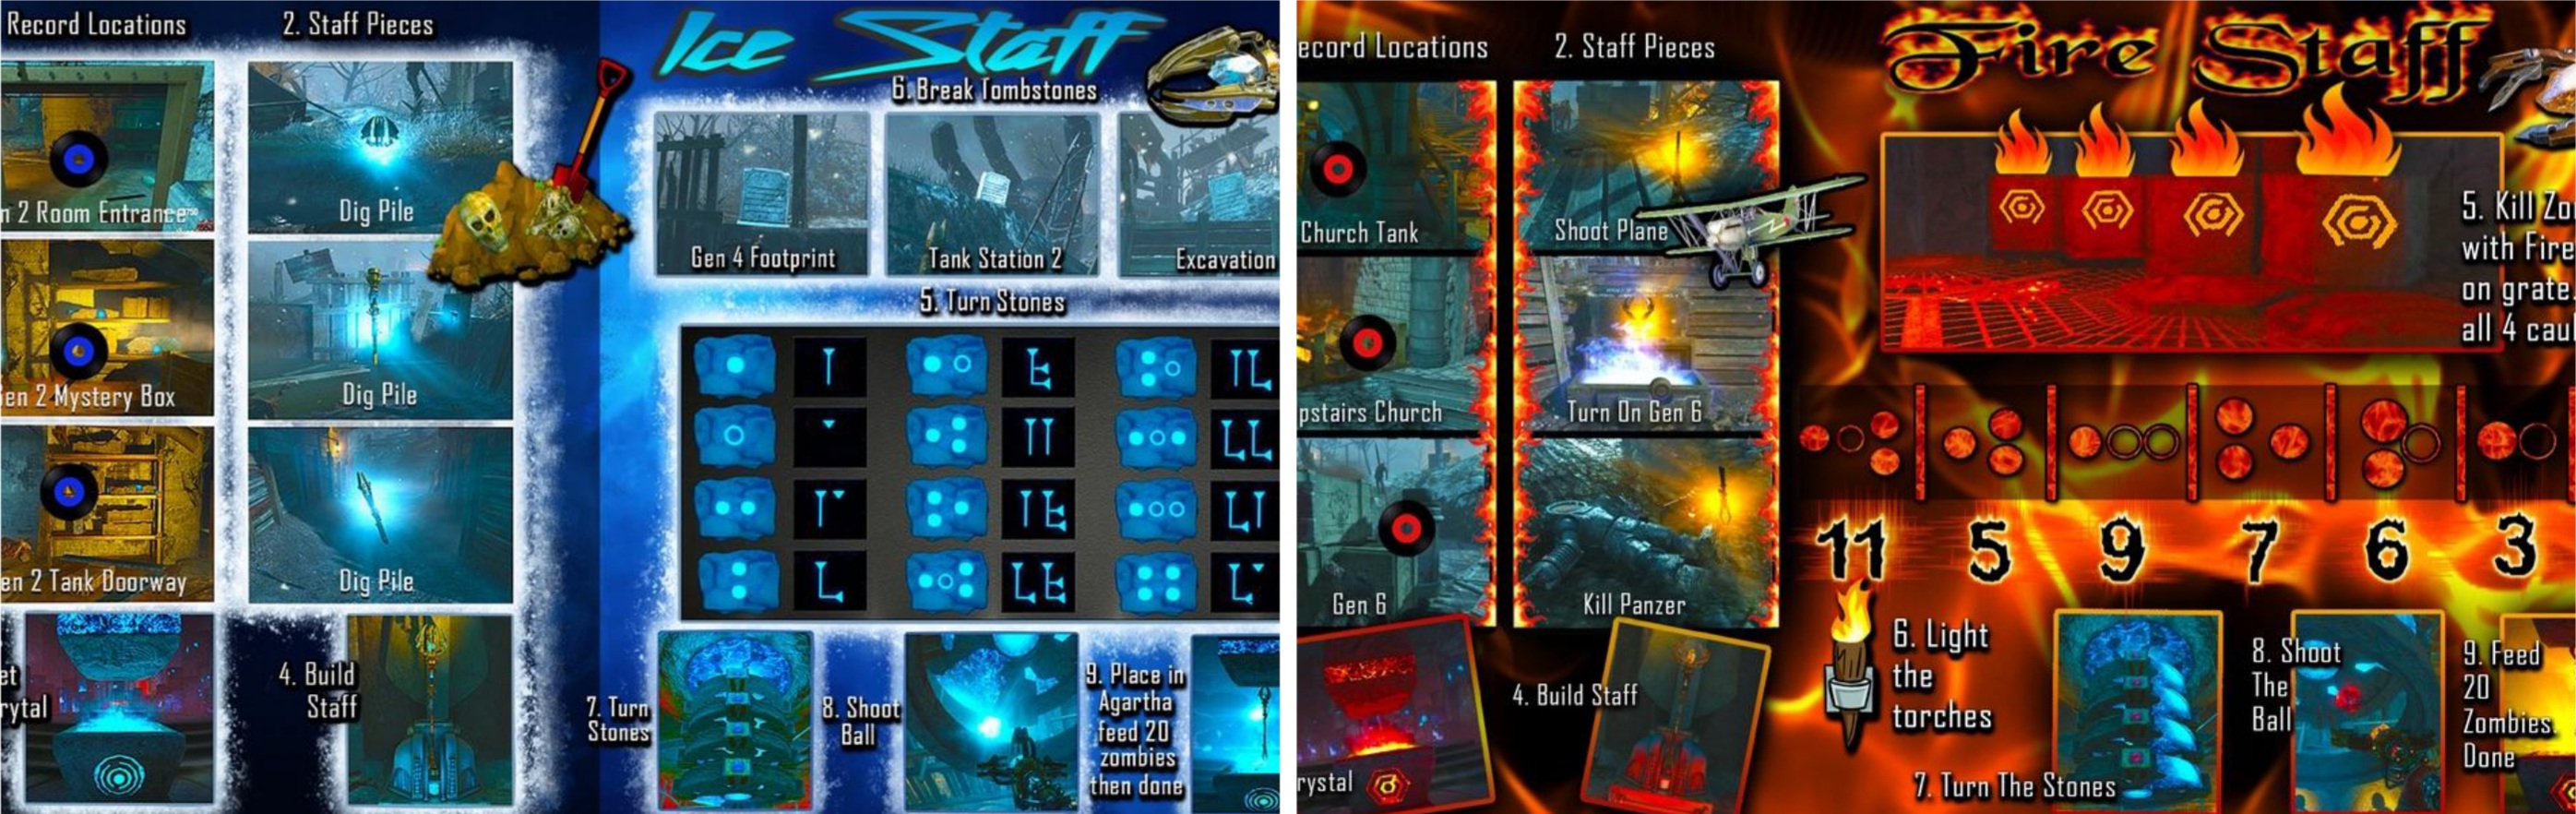 Record Locations
2. Staff Pieces
Ice Staff
6. Break Tombstones
n 2 Room Entrance
Dig Pile
Gen 4 Footprint
Tank Station 2
Excavation
5. Turn Stones
en 2 Mystery Box
Dig Pile
en 2 Tank Doorway
Dig Pile
et
rytal
4. Build
Staff
7. Turn
Stones
8. Shoot
Ball
9. Place in
Agartha
feed 20
zombies
then done
ecord Locations
2. Staff Pieces
Fire Staff
Church Tank
Shoot Plane
5. Kill Zo
with Fire
on grate.
all 4 caul
pstairs Church
Turn On Gen 6
Gen 6
Kill Panzer
11 5 9 7 6 3
rytal
4. Build Staff
6. Light
the
torches
7. Turn The Stones
8. Shoot
The
Ball
9. Feed
20
Zombies.
Done